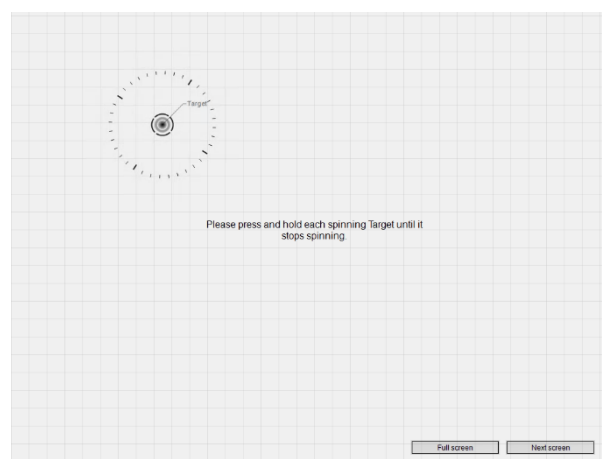 Target
Please press and hold each spinning Target until it
stops spinning.
Full screen
Next screen